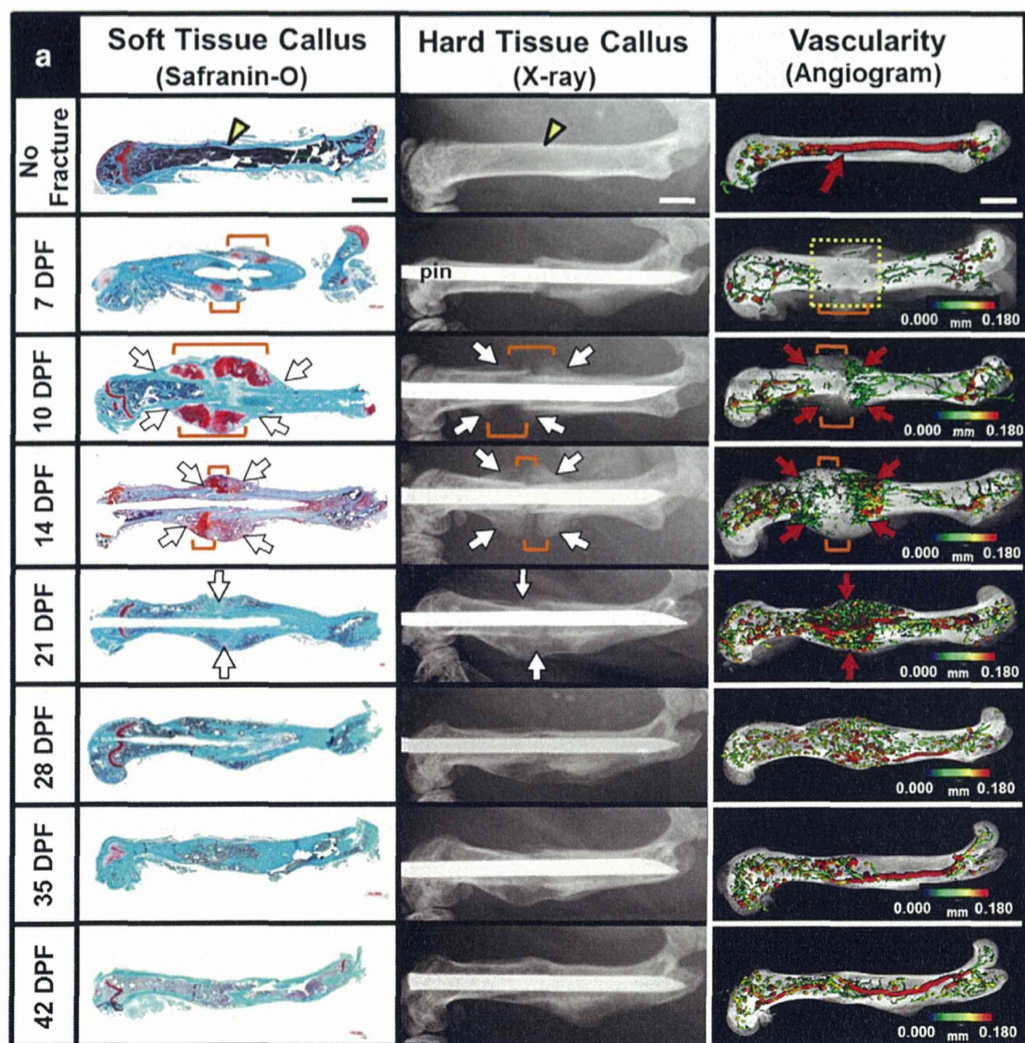 a
Soft Tissue Callus
(Safranin-O)
Hard Tissue Callus
(X-ray)
Vascularity
(Angiogram)
No
Fracture
7 DPF
pin
0.000 mm 0.180
10 DPF
0.000 mm 0.180
14 DPF
0.000 mm 0.180
21 DPF
0.000 mm 0.180
28 DPF
0.000 mm 0.180
35 DPF
0.000 mm 0.180
42 DPF
0.000 mm 0.180